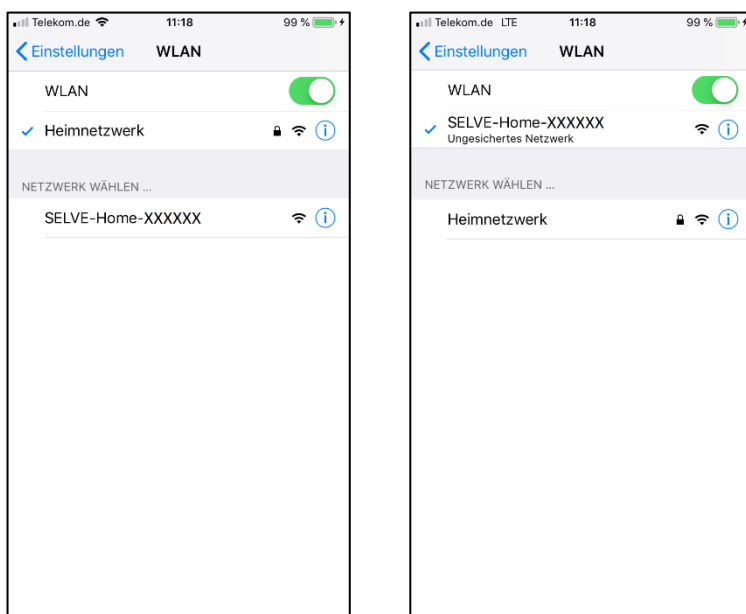 Telekom.de 11:18 99 %
Einstellungen WLAN
WLAN
Heimnetzwerk
NETZWERK WÄHLEN ...
SELVE-Home-XXXXXX
Telekom.de LTE 11:18 99 %
Einstellungen WLAN
WLAN
SELVE-Home-XXXXXX
Ungesichertes Netzwerk
NETZWERK WÄHLEN ...
Heimnetzwerk